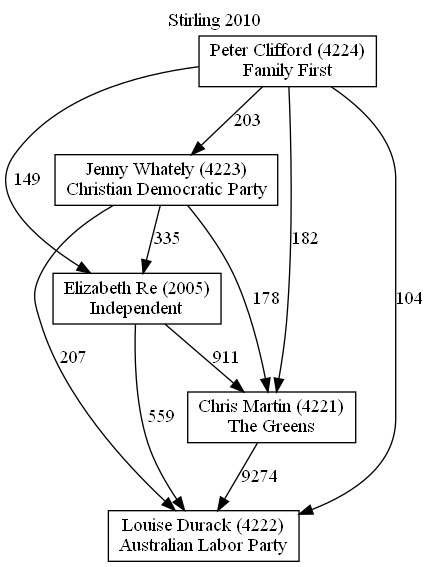 Stirling 2010
Peter Clifford (4224)
Family First
203
Jenny Whately (4223)
Christian Democratic Party
149
335
182
Elizabeth Re (2005)
Independent
178
104
207
911
559
Chris Martin (4221)
The Greens
9274
Louise Durack (4222)
Australian Labor Party